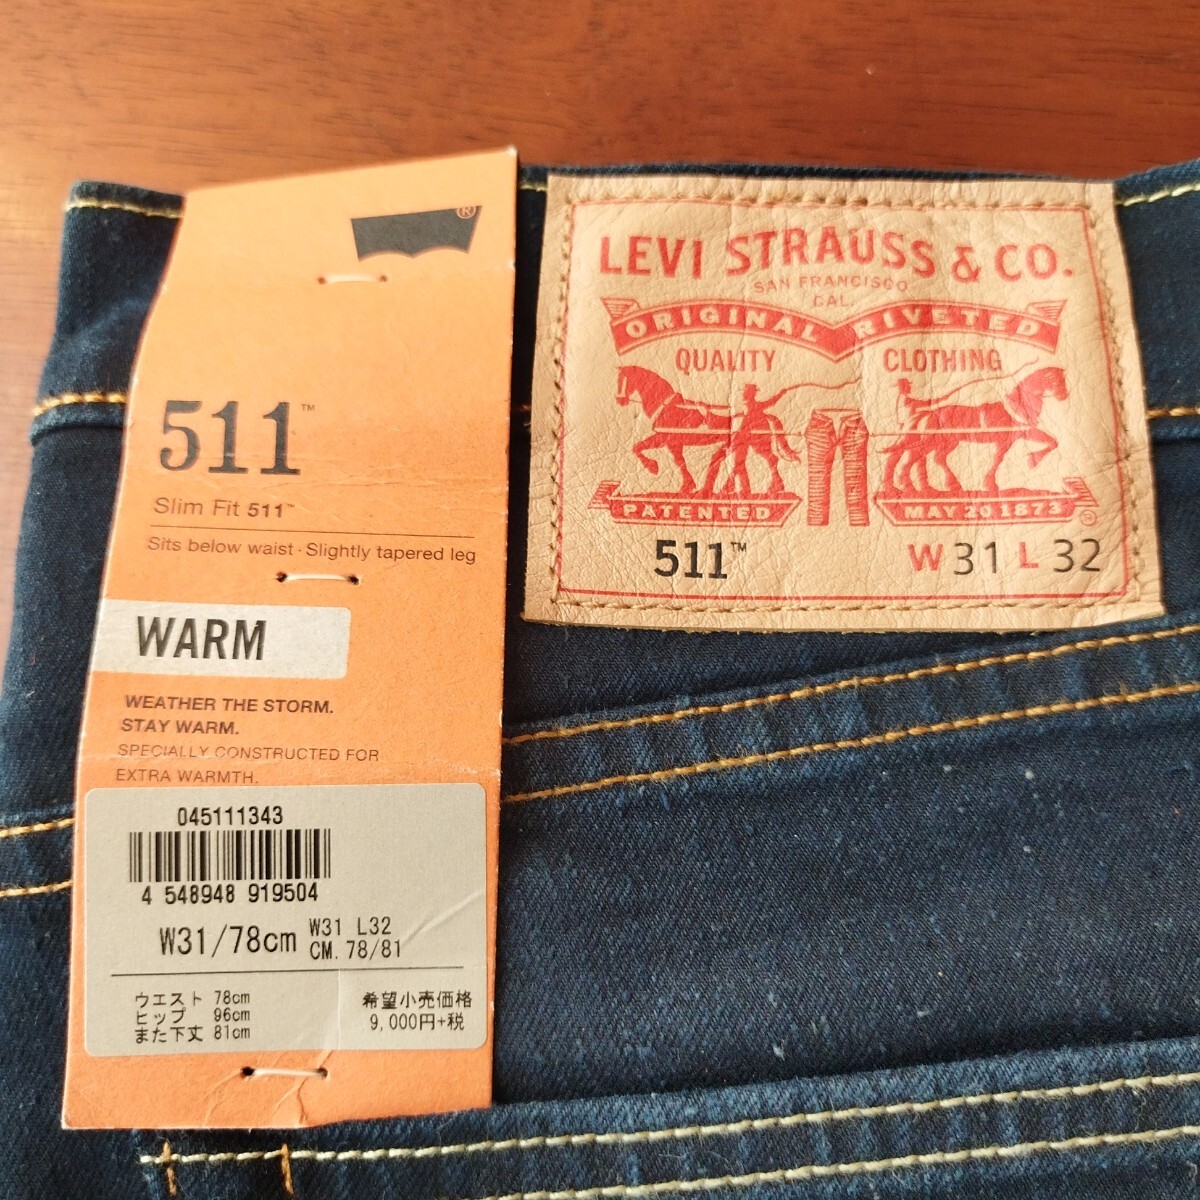 ®
511™
Slim Fit 511™
Sits below waist · Slightly tapered leg
WARM
WEATHER THE STORM.
STAY WARM.
SPECIALLY CONSTRUCTED FOR
EXTRA WARMTH.
045111343
4 548948 919504
W31/78cm
W31 L32
CM. 78/81
ウエスト 78cm
ヒップ 96cm
また下丈 81cm
希望小売価格
9,000円+税
LEVI STRAUSS & CO.
SAN FRANCISCO
CAL.
ORIGINAL RIVETED
QUALITY CLOTHING
PATENTED MAY 20 1873
®
511™ W 31 L 32